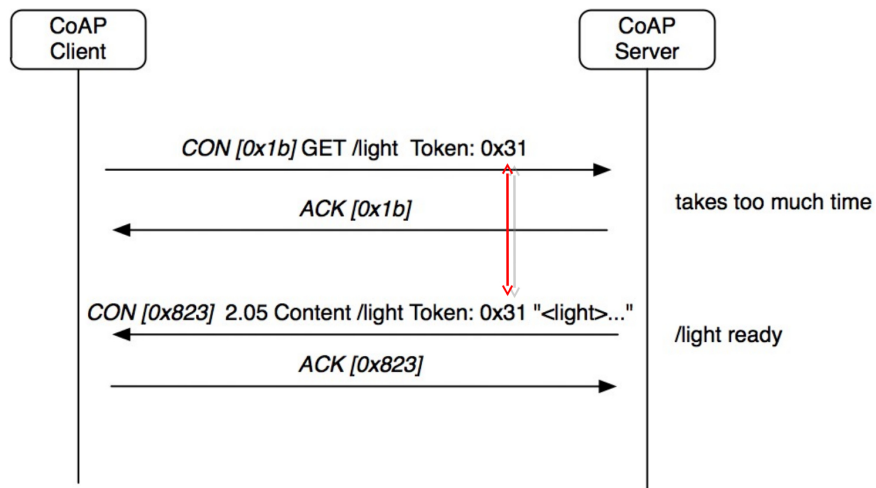 CoAP
Client
CoAP
Server
CON [0x1b] GET /light Token: 0x31
takes too much time
ACK [0x1b]
CON [0x823] 2.05 Content /light Token: 0x31 "<light>..."
/light ready
ACK [0x823]